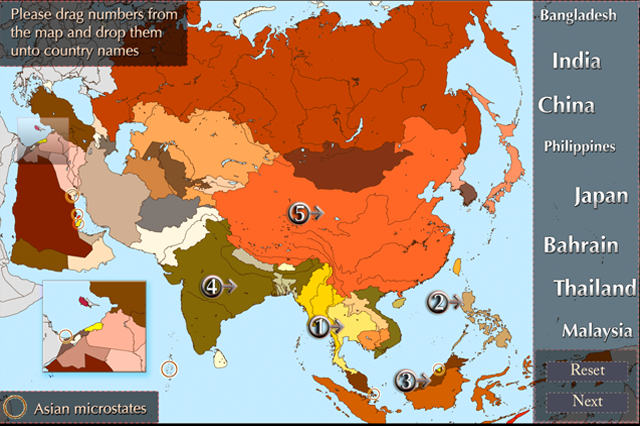 Please drag numbers from
the map and drop them
unto country names
Bangladesh
India
China
Philippines
Japan
Bahrain
Thailand
Malaysia
5
4
2
1
3
Reset
Next
Asian microstates